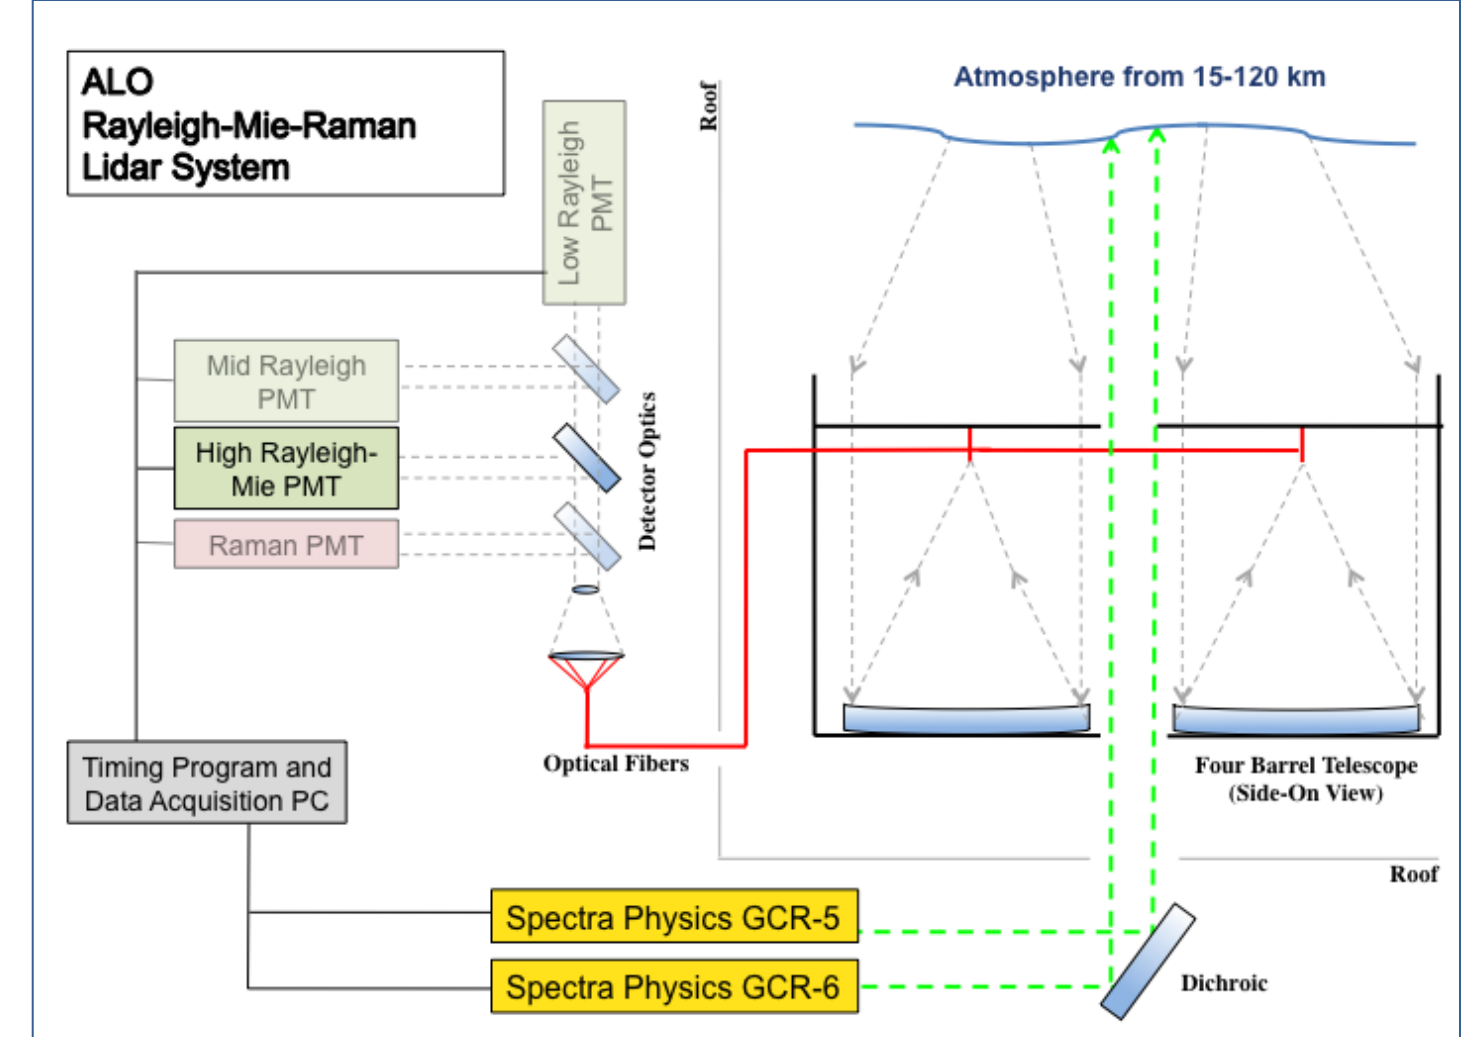 ALO
Rayleigh-Mie-Raman
Lidar System
Low Rayleigh
PMT
Roof
Atmosphere from 15-120 km
Mid Rayleigh
PMT
High Rayleigh-
Mie PMT
Raman PMT
Detector Optics
Optical Fibers
Four Barrel Telescope
(Side-On View)
Timing Program and
Data Acquisition PC
Roof
Spectra Physics GCR-5
Spectra Physics GCR-6
Dichroic